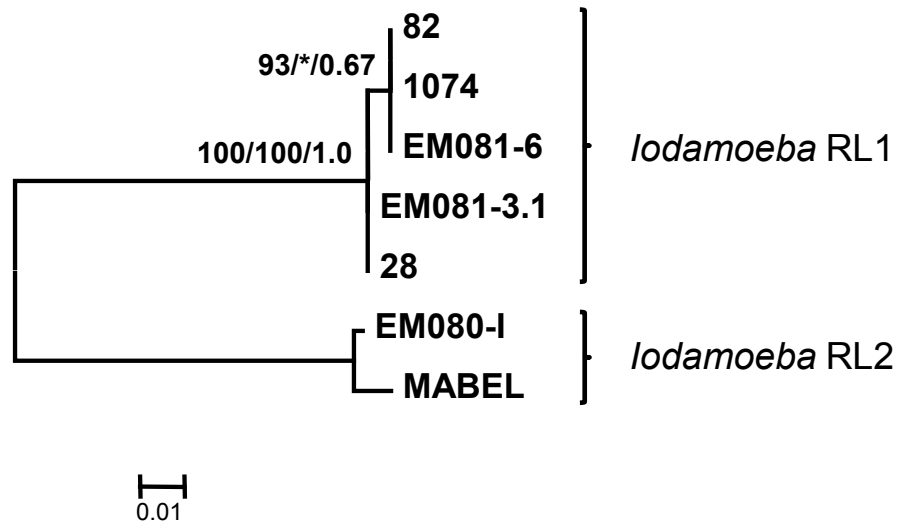 82
93/*/0.67
1074
EM081-6
Iodamoeba RL1
100/100/1.0
EM081-3.1
28
EM080-I
Iodamoeba RL2
MABEL
0.01